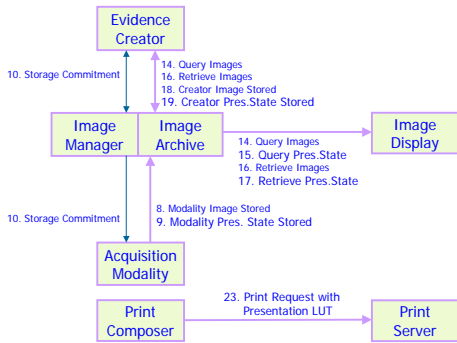 Evidence
Creator
10. Storage Commitment
14. Query Images
16. Retrieve Images
18. Creator Image Stored
19. Creator Pres.State Stored
Image
Manager
Image
Archive
Image
Display
14. Query Images
15. Query Pres.State
16. Retrieve Images
17. Retrieve Pres.State
10. Storage Commitment
8. Modality Image Stored
9. Modality Pres. State Stored
Acquisition
Modality
Print
Composer
23. Print Request with
Presentation LUT
Print
Server